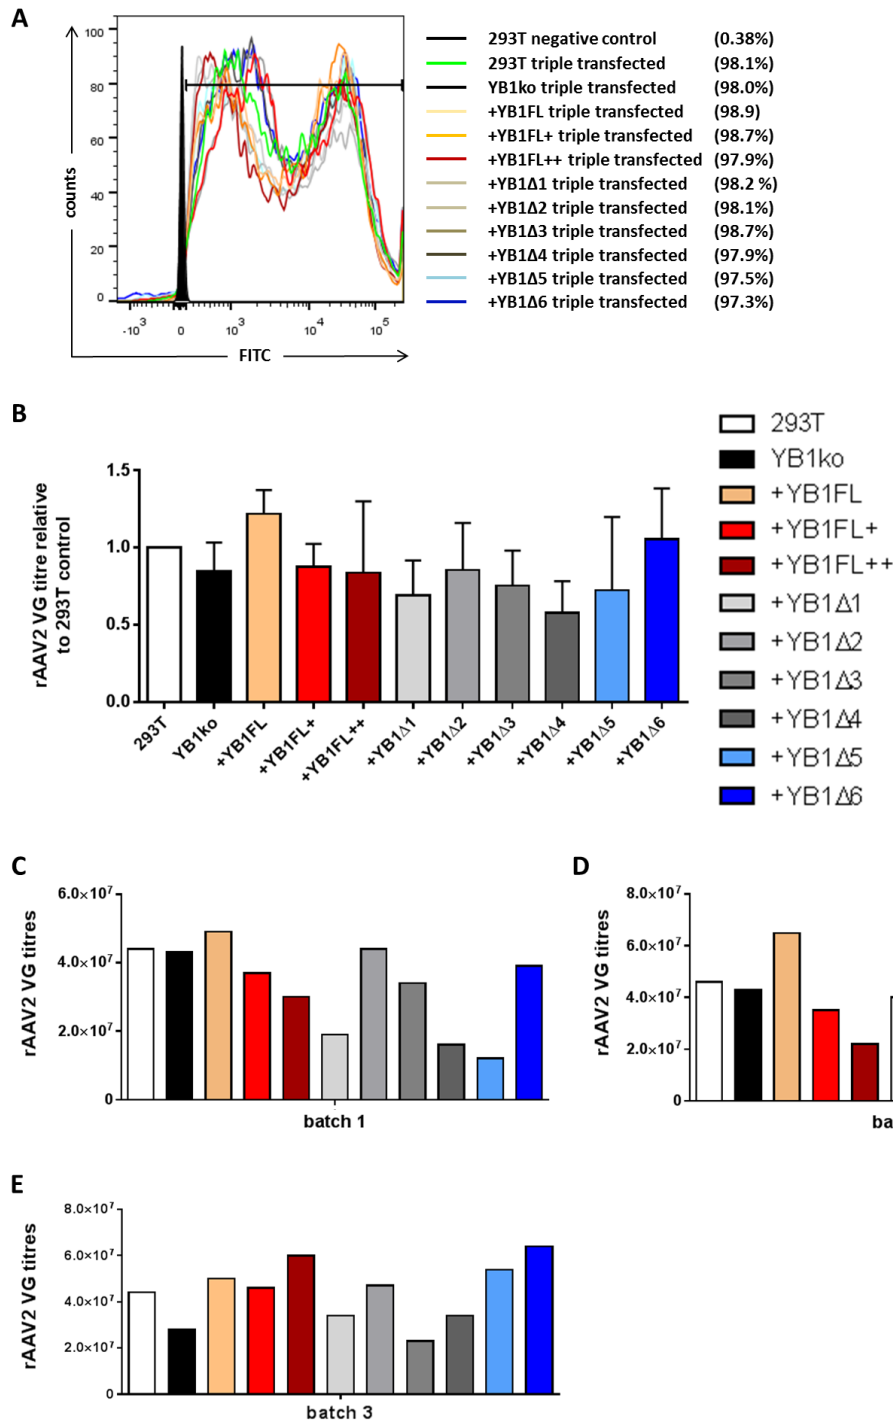 A
100
80
60
40
20
0
counts
-10³ 0 10³ 10⁴ 10⁵
FITC
293T negative control (0.38%)
293T triple transfected (98.1%)
YB1ko triple transfected (98.0%)
+YB1FL triple transfected (98.9)
+YB1FL+ triple transfected (98.7%)
+YB1FL++ triple transfected (97.9%)
+YB1Δ1 triple transfected (98.2 %)
+YB1Δ2 triple transfected (98.1%)
+YB1Δ3 triple transfected (98.7%)
+YB1Δ4 triple transfected (97.9%)
+YB1Δ5 triple transfected (97.5%)
+YB1Δ6 triple transfected (97.3%)
B
rAAV2 VG titre relative
to 293T control
1.5
1.0
0.5
0.0
293T YB1ko +YB1FL +YB1FL+ +YB1FL++ +YB1Δ1 +YB1Δ2 +YB1Δ3 +YB1Δ4 +YB1Δ5 +YB1Δ6
293T
YB1ko
+YB1FL
+YB1FL+
+YB1FL++
+YB1Δ1
+YB1Δ2
+YB1Δ3
+YB1Δ4
+YB1Δ5
+YB1Δ6
C
rAAV2 VG titres
6.0×10⁷
4.0×10⁷
2.0×10⁷
0
batch 1
D
rAAV2 VG titres
8.0×10⁷
6.0×10⁷
4.0×10⁷
2.0×10⁷
0
ba
E
rAAV2 VG titres
8.0×10⁷
6.0×10⁷
4.0×10⁷
2.0×10⁷
0
batch 3